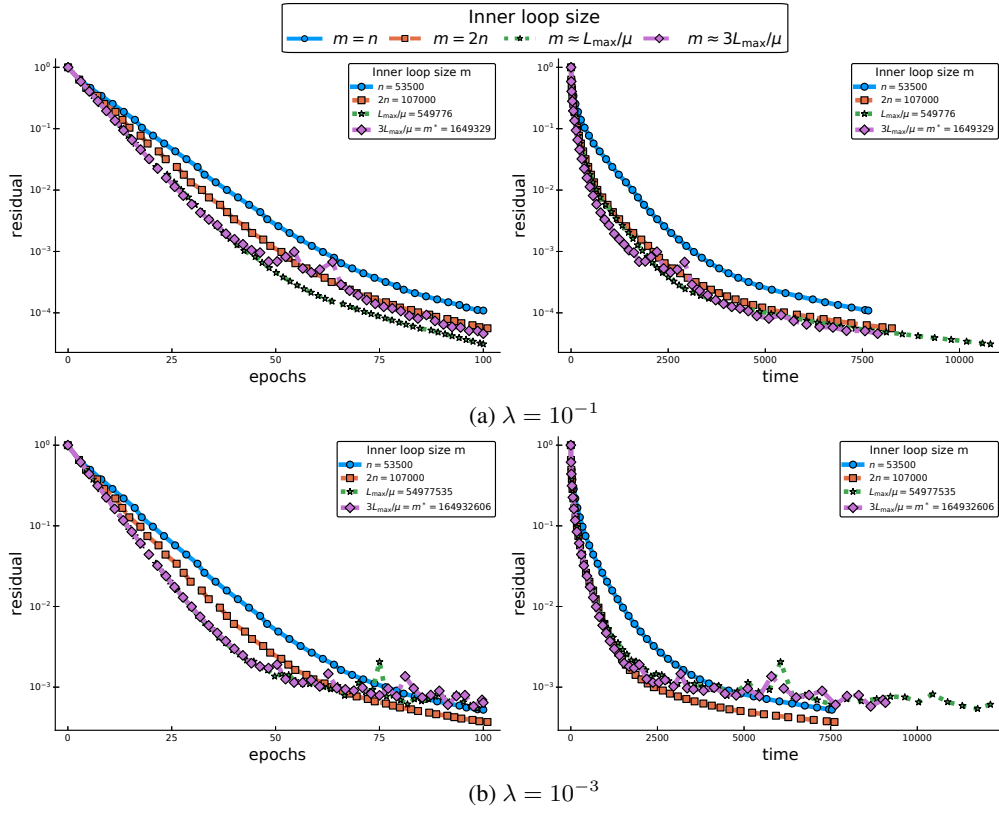 Inner loop size
m = n   m = 2n   m ≈ L_max/μ   m ≈ 3L_max/μ
Inner loop size m
n = 53500
2n = 107000
L_max/μ = 549776
3L_max/μ = m* = 1649329
10^0
10^-1
10^-2
10^-3
10^-4
residual
0 25 50 75 100
epochs
Inner loop size m
n = 53500
2n = 107000
L_max/μ = 549776
3L_max/μ = m* = 1649329
10^0
10^-1
10^-2
10^-3
10^-4
residual
0 2500 5000 7500 10000
time
(a) λ = 10^-1
Inner loop size m
n = 53500
2n = 107000
L_max/μ = 54977535
3L_max/μ = m* = 164932606
10^0
10^-1
10^-2
10^-3
residual
0 25 50 75 100
epochs
Inner loop size m
n = 53500
2n = 107000
L_max/μ = 54977535
3L_max/μ = m* = 164932606
10^0
10^-1
10^-2
10^-3
residual
0 2500 5000 7500 10000
time
(b) λ = 10^-3